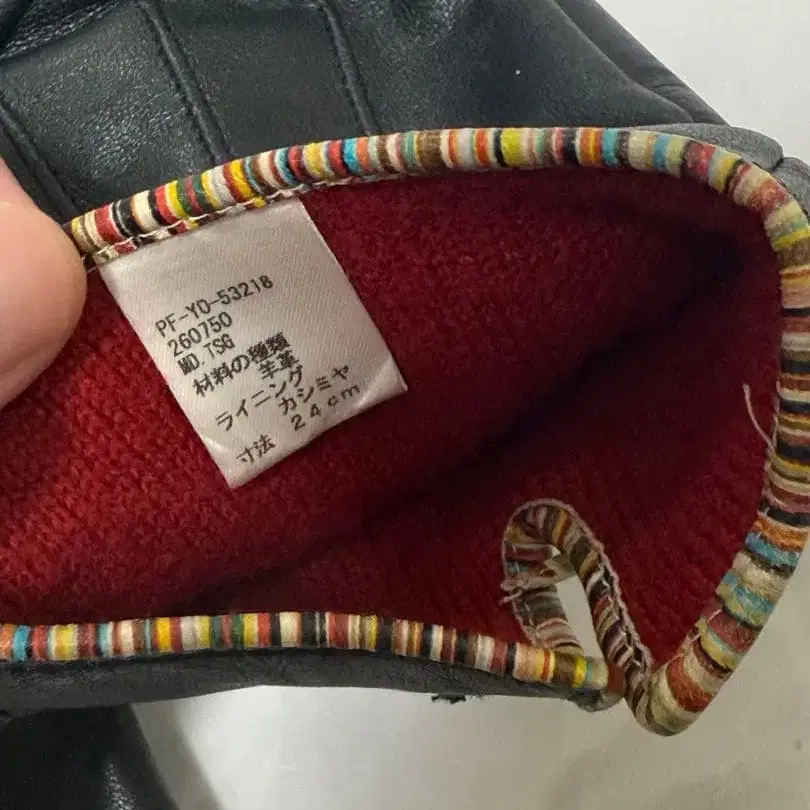 PF-YO-53218
260750
MD.TSG
材料の種類
羊革
ライニング
カシミヤ
寸法 24cm